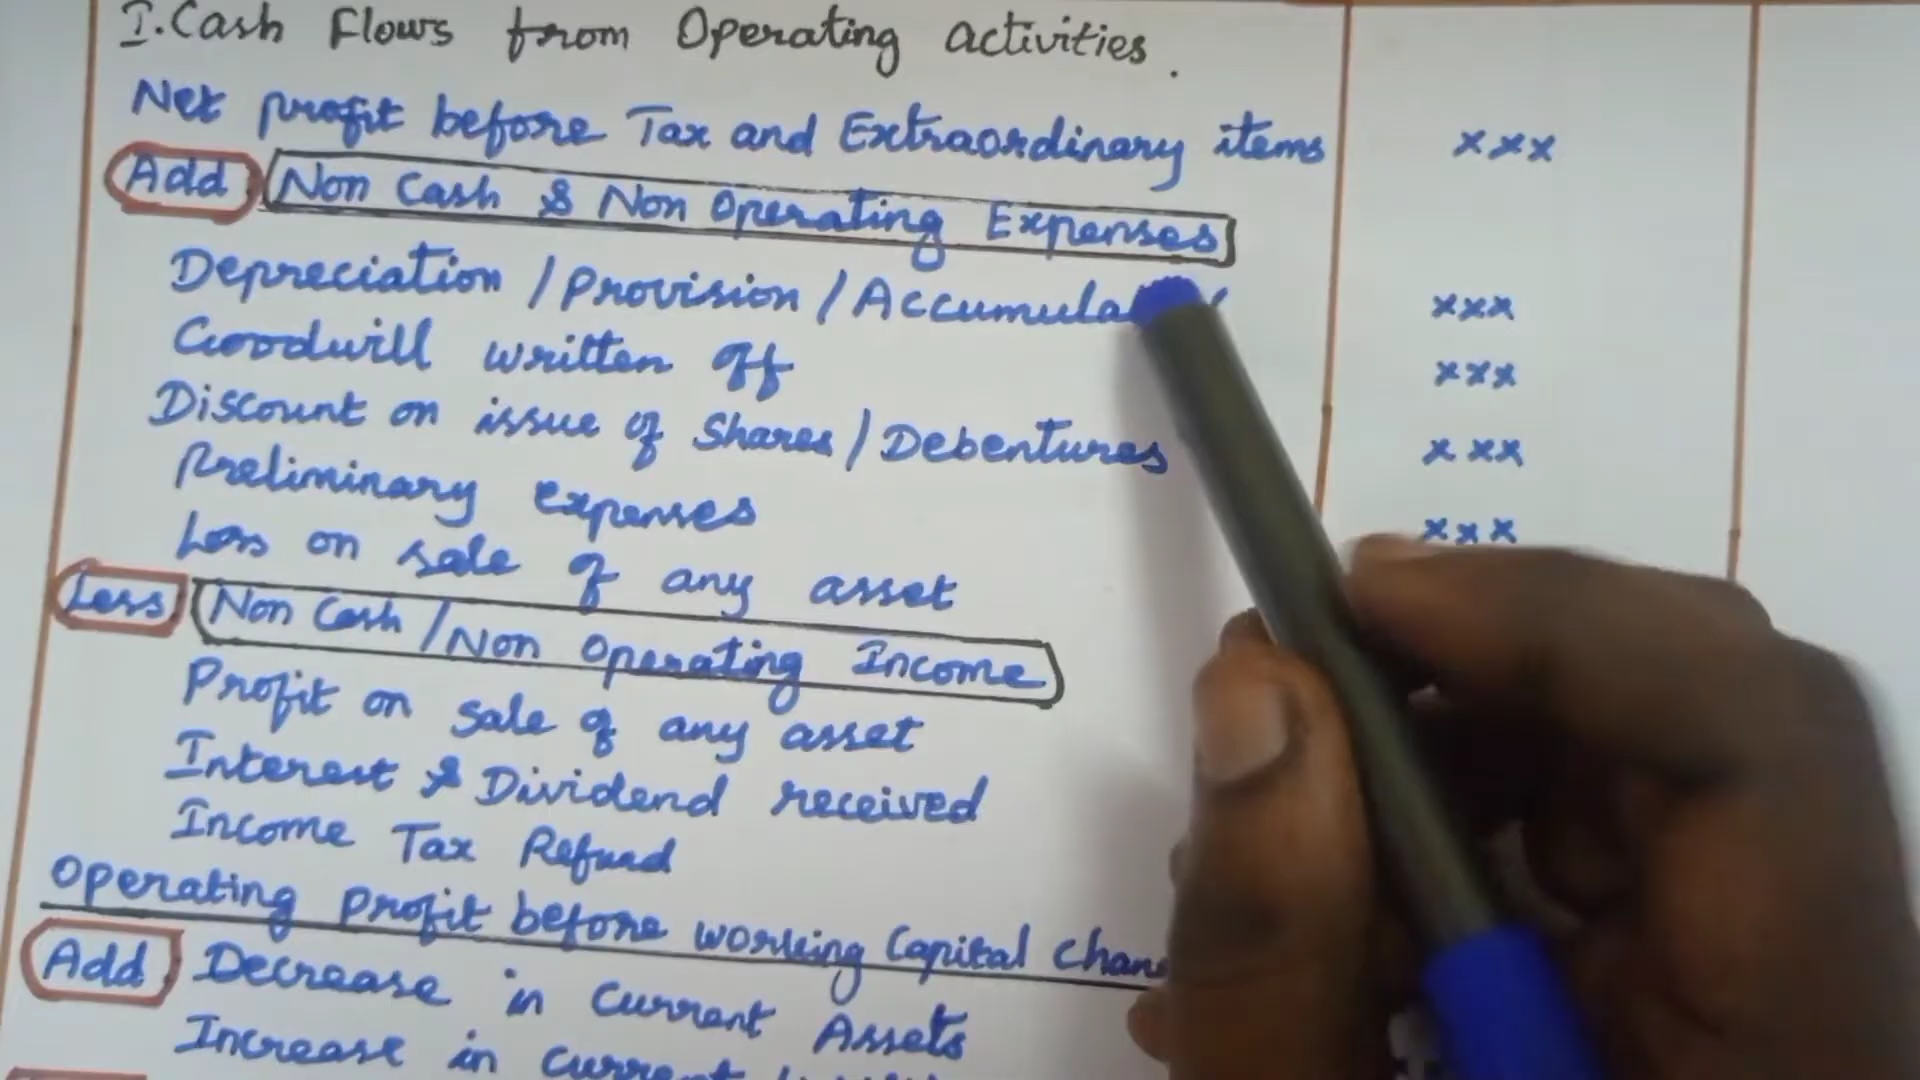 I. Cash Flows from Operating activities.
Net profit before Tax and Extraordinary items xxx
Add Non Cash & Non Operating Expenses
Depreciation / Provision / xxx
Goodwill written off xxx
Discount on issue of Shares / Debentures x xx
Preliminary expenses xxx
Loss on sale of any asset
Less Non Cash / Non Operating Income
Profit on sale of any asset
Interest & Dividend received
Income Tax Refund
Operating Profit before working Capital
Add Decrease in Current Assets
Increase in Current